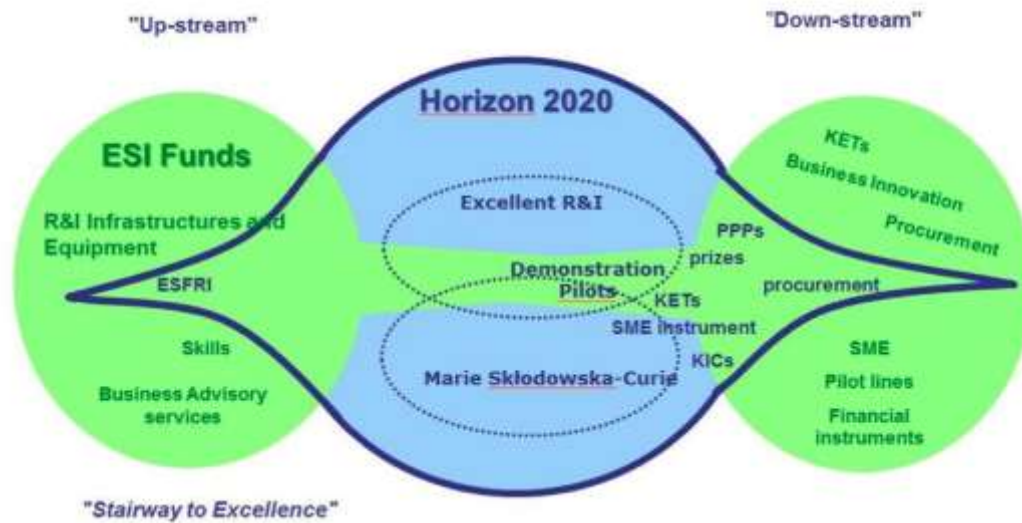 "Up-stream"
"Down-stream"
Horizon 2020
ESI Funds
R&I Infrastructures and
Equipment
ESFRI
Skills
Business Advisory
services
"Stairway to Excellence"
Excellent R&I
Demonstration
Pilots
Marie Skłodowska-Curie
PPPs
prizes
KETs
SME instrument
KICs
procurement
KETs
Business Innovation
Procurement
SME
Pilot lines
Financial
instruments